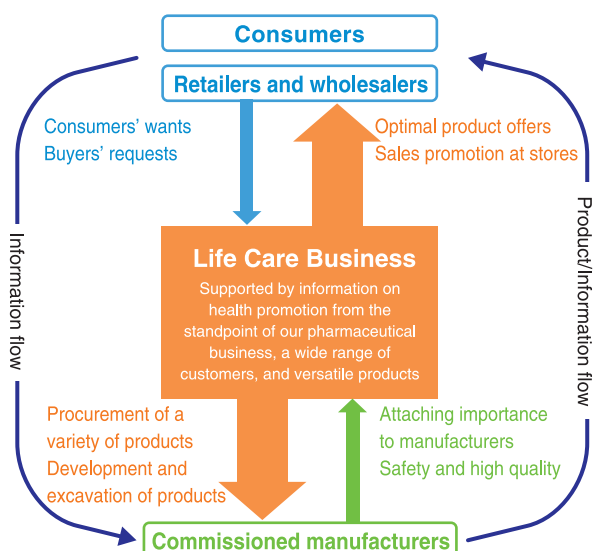 Consumers
Retailers and wholesalers
Consumers' wants
Buyers' requests
Optimal product offers
Sales promotion at stores
Information flow
Product/Information flow
Life Care Business
Supported by information on
health promotion from the
standpoint of our pharmaceutical
business, a wide range of
customers, and versatile products
Procurement of a
variety of products
Development and
excavation of products
Attaching importance
to manufacturers
Safety and high quality
Commissioned manufacturers